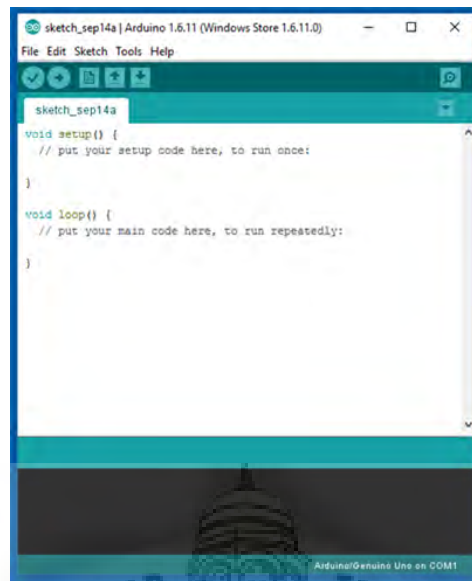 sketch_sep14a | Arduino 1.6.11 (Windows Store 1.6.11.0)
File Edit Sketch Tools Help
sketch_sep14a
void setup() {
// put your setup code here, to run once:
}
void loop() {
// put your main code here, to run repeatedly:
}
Arduino/Genuino Uno on COM1